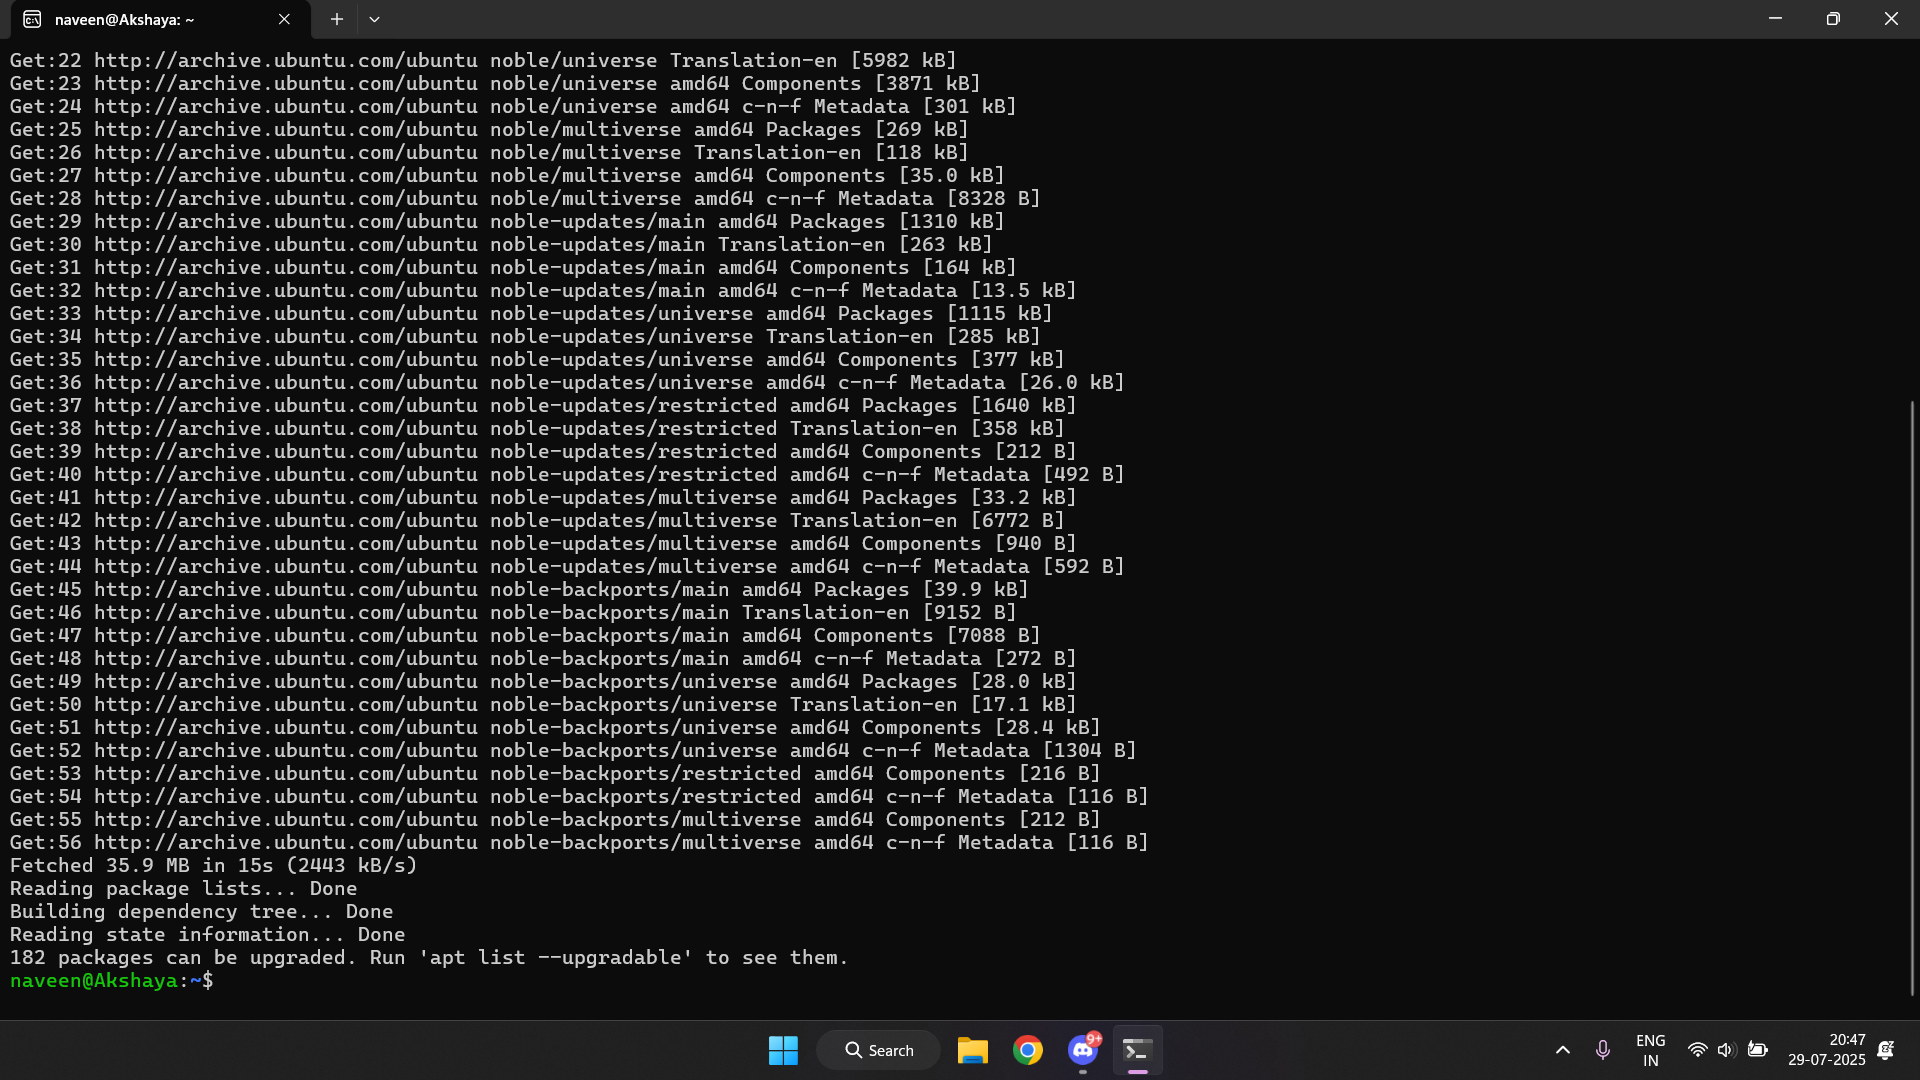 naveen@Akshaya: ~
Get:22 http://archive.ubuntu.com/ubuntu noble/universe Translation-en [5982 kB]
Get:23 http://archive.ubuntu.com/ubuntu noble/universe amd64 Components [3871 kB]
Get:24 http://archive.ubuntu.com/ubuntu noble/universe amd64 c-n-f Metadata [301 kB]
Get:25 http://archive.ubuntu.com/ubuntu noble/multiverse amd64 Packages [269 kB]
Get:26 http://archive.ubuntu.com/ubuntu noble/multiverse Translation-en [118 kB]
Get:27 http://archive.ubuntu.com/ubuntu noble/multiverse amd64 Components [35.0 kB]
Get:28 http://archive.ubuntu.com/ubuntu noble/multiverse amd64 c-n-f Metadata [8328 B]
Get:29 http://archive.ubuntu.com/ubuntu noble-updates/main amd64 Packages [1310 kB]
Get:30 http://archive.ubuntu.com/ubuntu noble-updates/main Translation-en [263 kB]
Get:31 http://archive.ubuntu.com/ubuntu noble-updates/main amd64 Components [164 kB]
Get:32 http://archive.ubuntu.com/ubuntu noble-updates/main amd64 c-n-f Metadata [13.5 kB]
Get:33 http://archive.ubuntu.com/ubuntu noble-updates/universe amd64 Packages [1115 kB]
Get:34 http://archive.ubuntu.com/ubuntu noble-updates/universe Translation-en [285 kB]
Get:35 http://archive.ubuntu.com/ubuntu noble-updates/universe amd64 Components [377 kB]
Get:36 http://archive.ubuntu.com/ubuntu noble-updates/universe amd64 c-n-f Metadata [26.0 kB]
Get:37 http://archive.ubuntu.com/ubuntu noble-updates/restricted amd64 Packages [1640 kB]
Get:38 http://archive.ubuntu.com/ubuntu noble-updates/restricted Translation-en [358 kB]
Get:39 http://archive.ubuntu.com/ubuntu noble-updates/restricted amd64 Components [212 B]
Get:40 http://archive.ubuntu.com/ubuntu noble-updates/restricted amd64 c-n-f Metadata [492 B]
Get:41 http://archive.ubuntu.com/ubuntu noble-updates/multiverse amd64 Packages [33.2 kB]
Get:42 http://archive.ubuntu.com/ubuntu noble-updates/multiverse Translation-en [6772 B]
Get:43 http://archive.ubuntu.com/ubuntu noble-updates/multiverse amd64 Components [940 B]
Get:44 http://archive.ubuntu.com/ubuntu noble-updates/multiverse amd64 c-n-f Metadata [592 B]
Get:45 http://archive.ubuntu.com/ubuntu noble-backports/main amd64 Packages [39.9 kB]
Get:46 http://archive.ubuntu.com/ubuntu noble-backports/main Translation-en [9152 B]
Get:47 http://archive.ubuntu.com/ubuntu noble-backports/main amd64 Components [7088 B]
Get:48 http://archive.ubuntu.com/ubuntu noble-backports/main amd64 c-n-f Metadata [272 B]
Get:49 http://archive.ubuntu.com/ubuntu noble-backports/universe amd64 Packages [28.0 kB]
Get:50 http://archive.ubuntu.com/ubuntu noble-backports/universe Translation-en [17.1 kB]
Get:51 http://archive.ubuntu.com/ubuntu noble-backports/universe amd64 Components [28.4 kB]
Get:52 http://archive.ubuntu.com/ubuntu noble-backports/universe amd64 c-n-f Metadata [1304 B]
Get:53 http://archive.ubuntu.com/ubuntu noble-backports/restricted amd64 Components [216 B]
Get:54 http://archive.ubuntu.com/ubuntu noble-backports/restricted amd64 c-n-f Metadata [116 B]
Get:55 http://archive.ubuntu.com/ubuntu noble-backports/multiverse amd64 Components [212 B]
Get:56 http://archive.ubuntu.com/ubuntu noble-backports/multiverse amd64 c-n-f Metadata [116 B]
Fetched 35.9 MB in 15s (2443 kB/s)
Reading package lists... Done
Building dependency tree... Done
Reading state information... Done
182 packages can be upgraded. Run 'apt list --upgradable' to see them.
naveen@Akshaya:~$
Search
9+
ENG
IN
20:47
29-07-2025